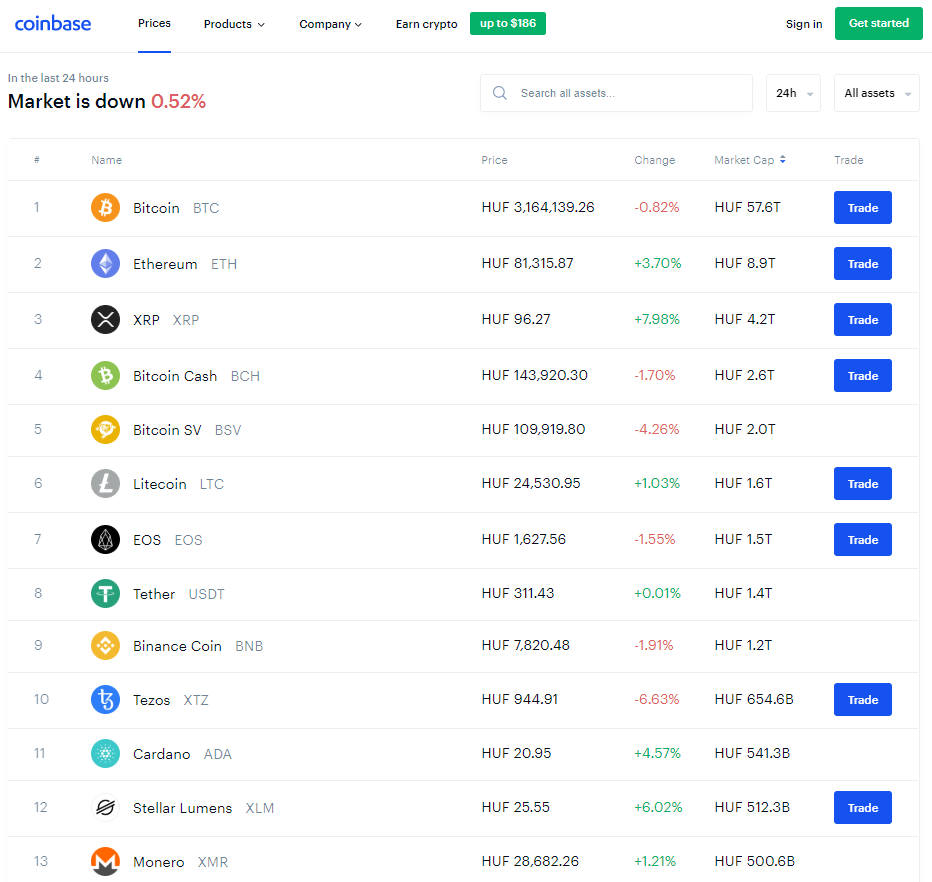 coinbase Prices Products Company Earn crypto up to $186 Sign in Get started
In the last 24 hours
Market is down 0.52% Search all assets... 24h All assets
# Name Price Change Market Cap Trade
1 Bitcoin BTC HUF 3,164,139.26 -0.82% HUF 57.6T Trade
2 Ethereum ETH HUF 81,315.87 +3.70% HUF 8.9T Trade
3 XRP XRP HUF 96.27 +7.98% HUF 4.2T Trade
4 Bitcoin Cash BCH HUF 143,920.30 -1.70% HUF 2.6T Trade
5 Bitcoin SV BSV HUF 109,919.80 -4.26% HUF 2.0T
6 Litecoin LTC HUF 24,530.95 +1.03% HUF 1.6T Trade
7 EOS EOS HUF 1,627.56 -1.55% HUF 1.5T Trade
8 Tether USDT HUF 311.43 +0.01% HUF 1.4T
9 Binance Coin BNB HUF 7,820.48 -1.91% HUF 1.2T
10 Tezos XTZ HUF 944.91 -6.63% HUF 654.6B Trade
11 Cardano ADA HUF 20.95 +4.57% HUF 541.3B
12 Stellar Lumens XLM HUF 25.55 +6.02% HUF 512.3B Trade
13 Monero XMR HUF 28,682.26 +1.21% HUF 500.6B